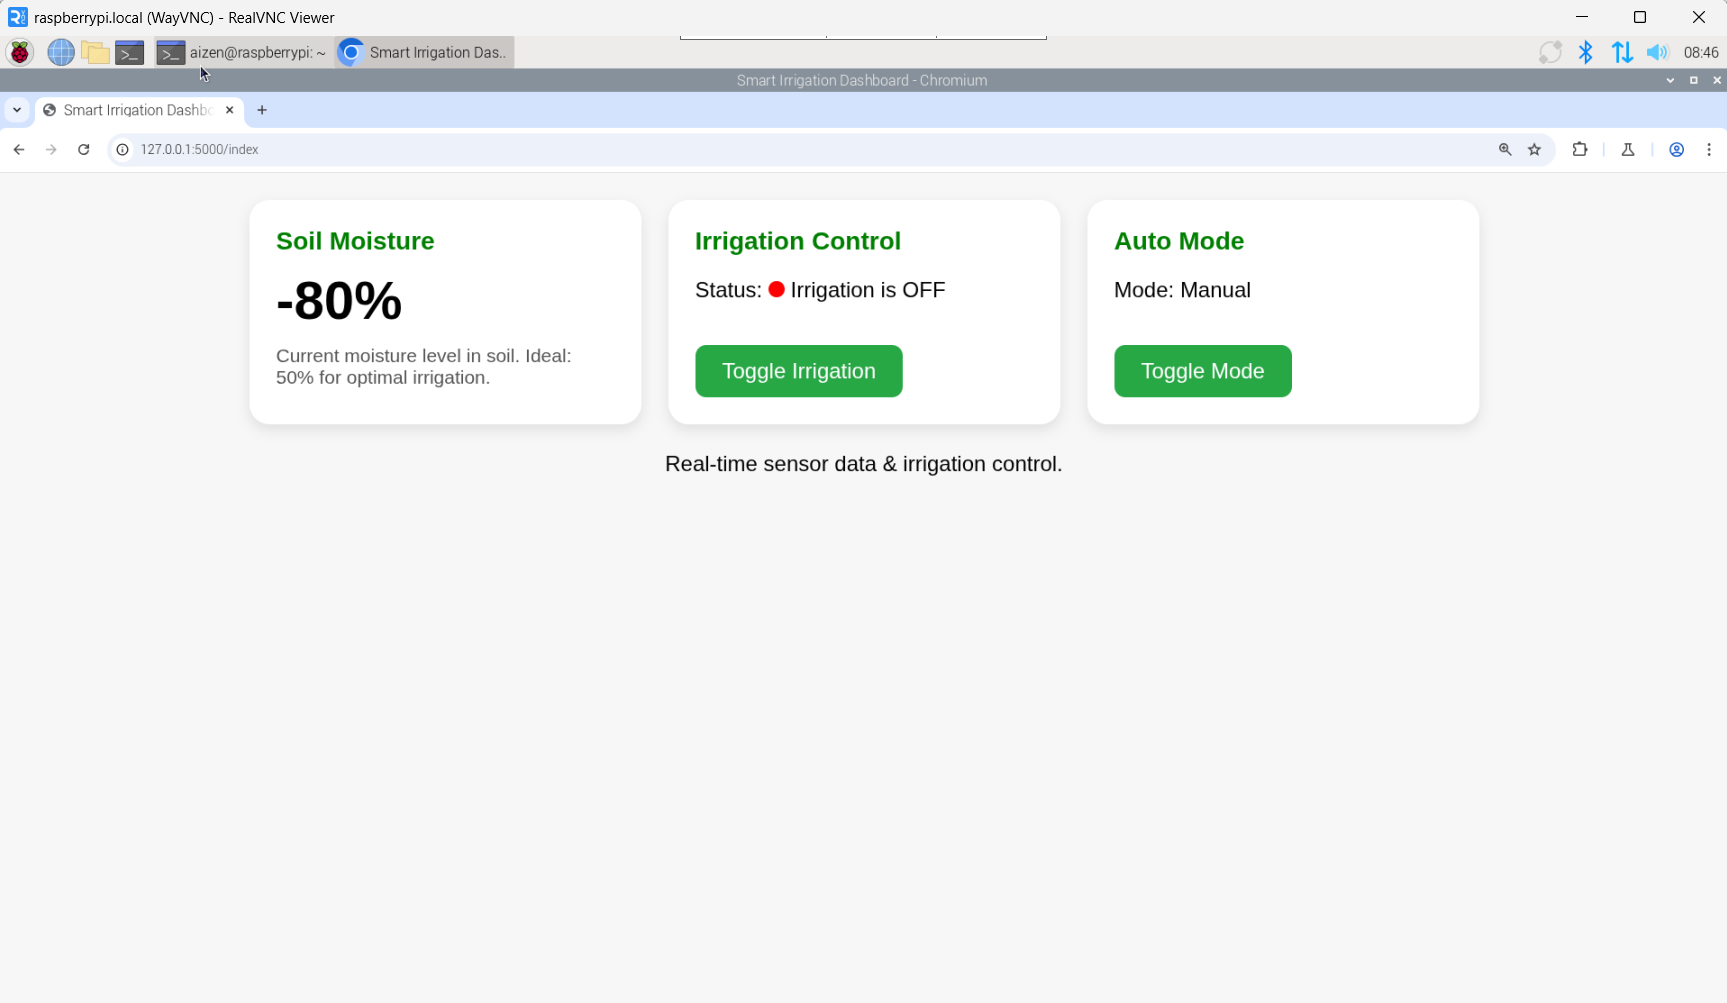 raspberrypi.local (WayVNC) - RealVNC Viewer
aizen@raspberrypi: ~
Smart Irrigation Das..
08:46
Smart Irrigation Dashboard - Chromium
Smart Irrigation Dashbo
127.0.0.1:5000/index
Soil Moisture
-80%
Current moisture level in soil. Ideal:
50% for optimal irrigation.
Irrigation Control
Status: 🔴 Irrigation is OFF
Toggle Irrigation
Auto Mode
Mode: Manual
Toggle Mode
Real-time sensor data & irrigation control.